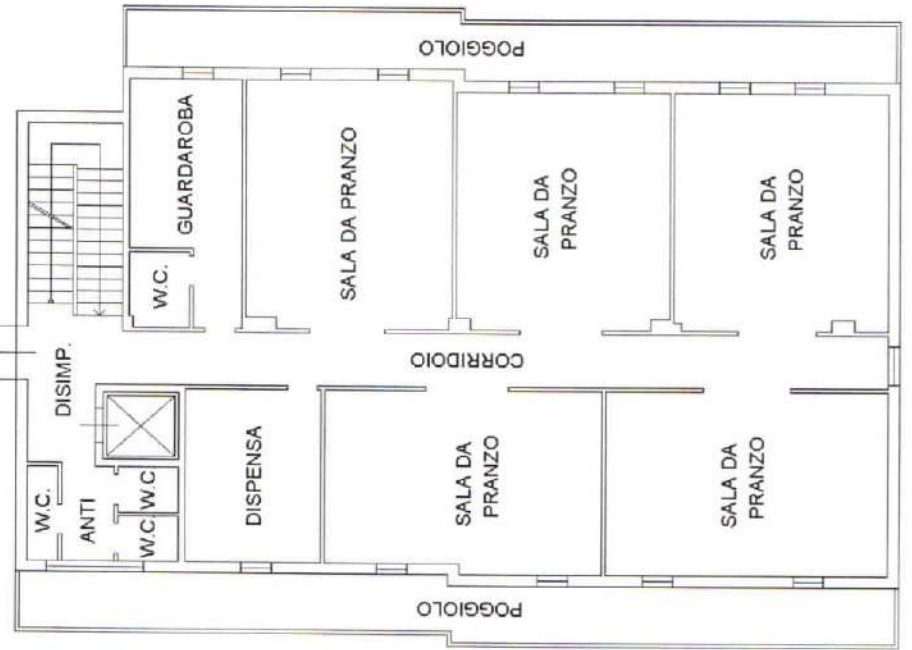 POGGIOLO
GUARDAROBA
W.C.
SALA DA PRANZO
SALA DA
PRANZO
SALA DA
PRANZO
DISIMP.
CORRIDOIO
W.C.
ANTI
W.C.
W.C
DISPENSA
SALA DA
PRANZO
SALA DA
PRANZO
POGGIOLO